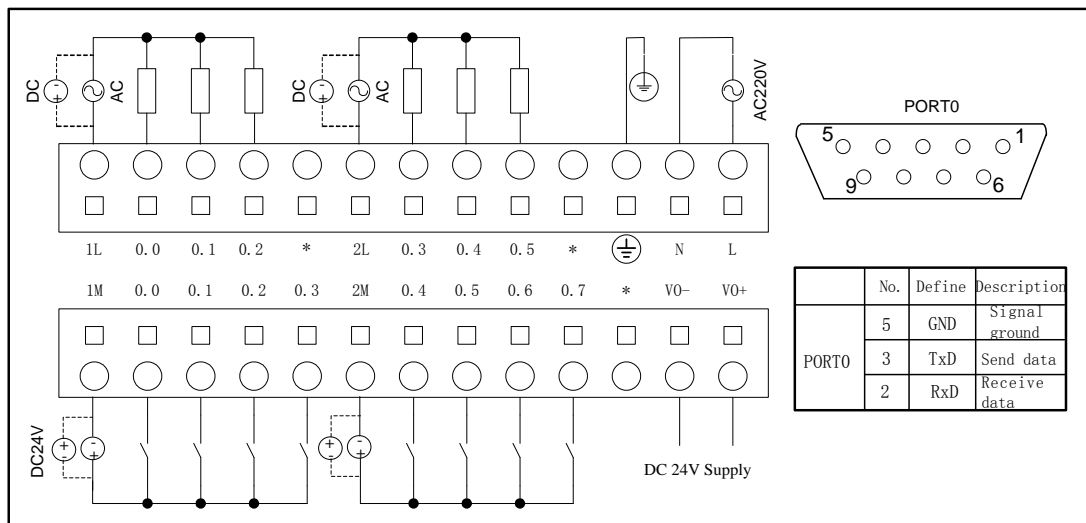 DC
AC
DC
AC
AC220V
1L 0.0 0.1 0.2 * 2L 0.3 0.4 0.5 * N L
1M 0.0 0.1 0.2 0.3 2M 0.4 0.5 0.6 0.7 * VO- VO+
DC24V
DC 24V Supply
PORT0
5 1
9 6
No. Define Description
PORT0
5 GND Signal
ground
3 TxD Send data
2 RxD Receive
data